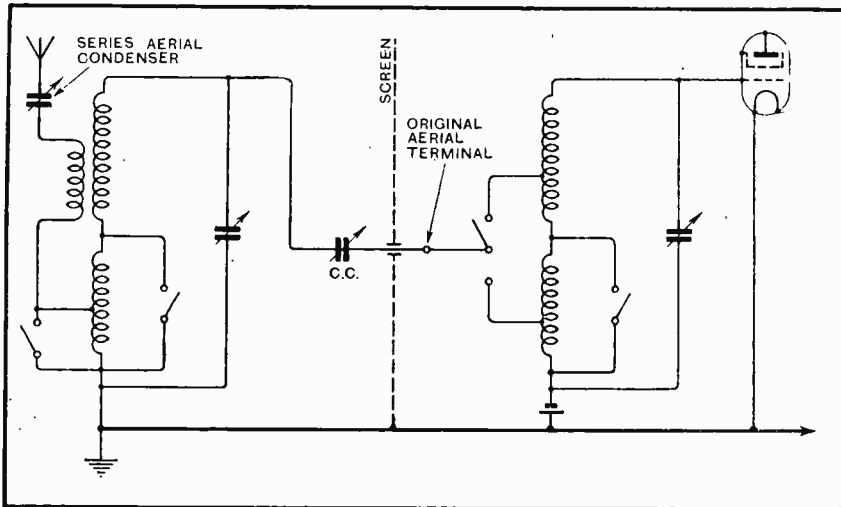 SERIES AERIAL
CONDENSER
SCREEN
ORIGINAL
AERIAL
TERMINAL
C.C.